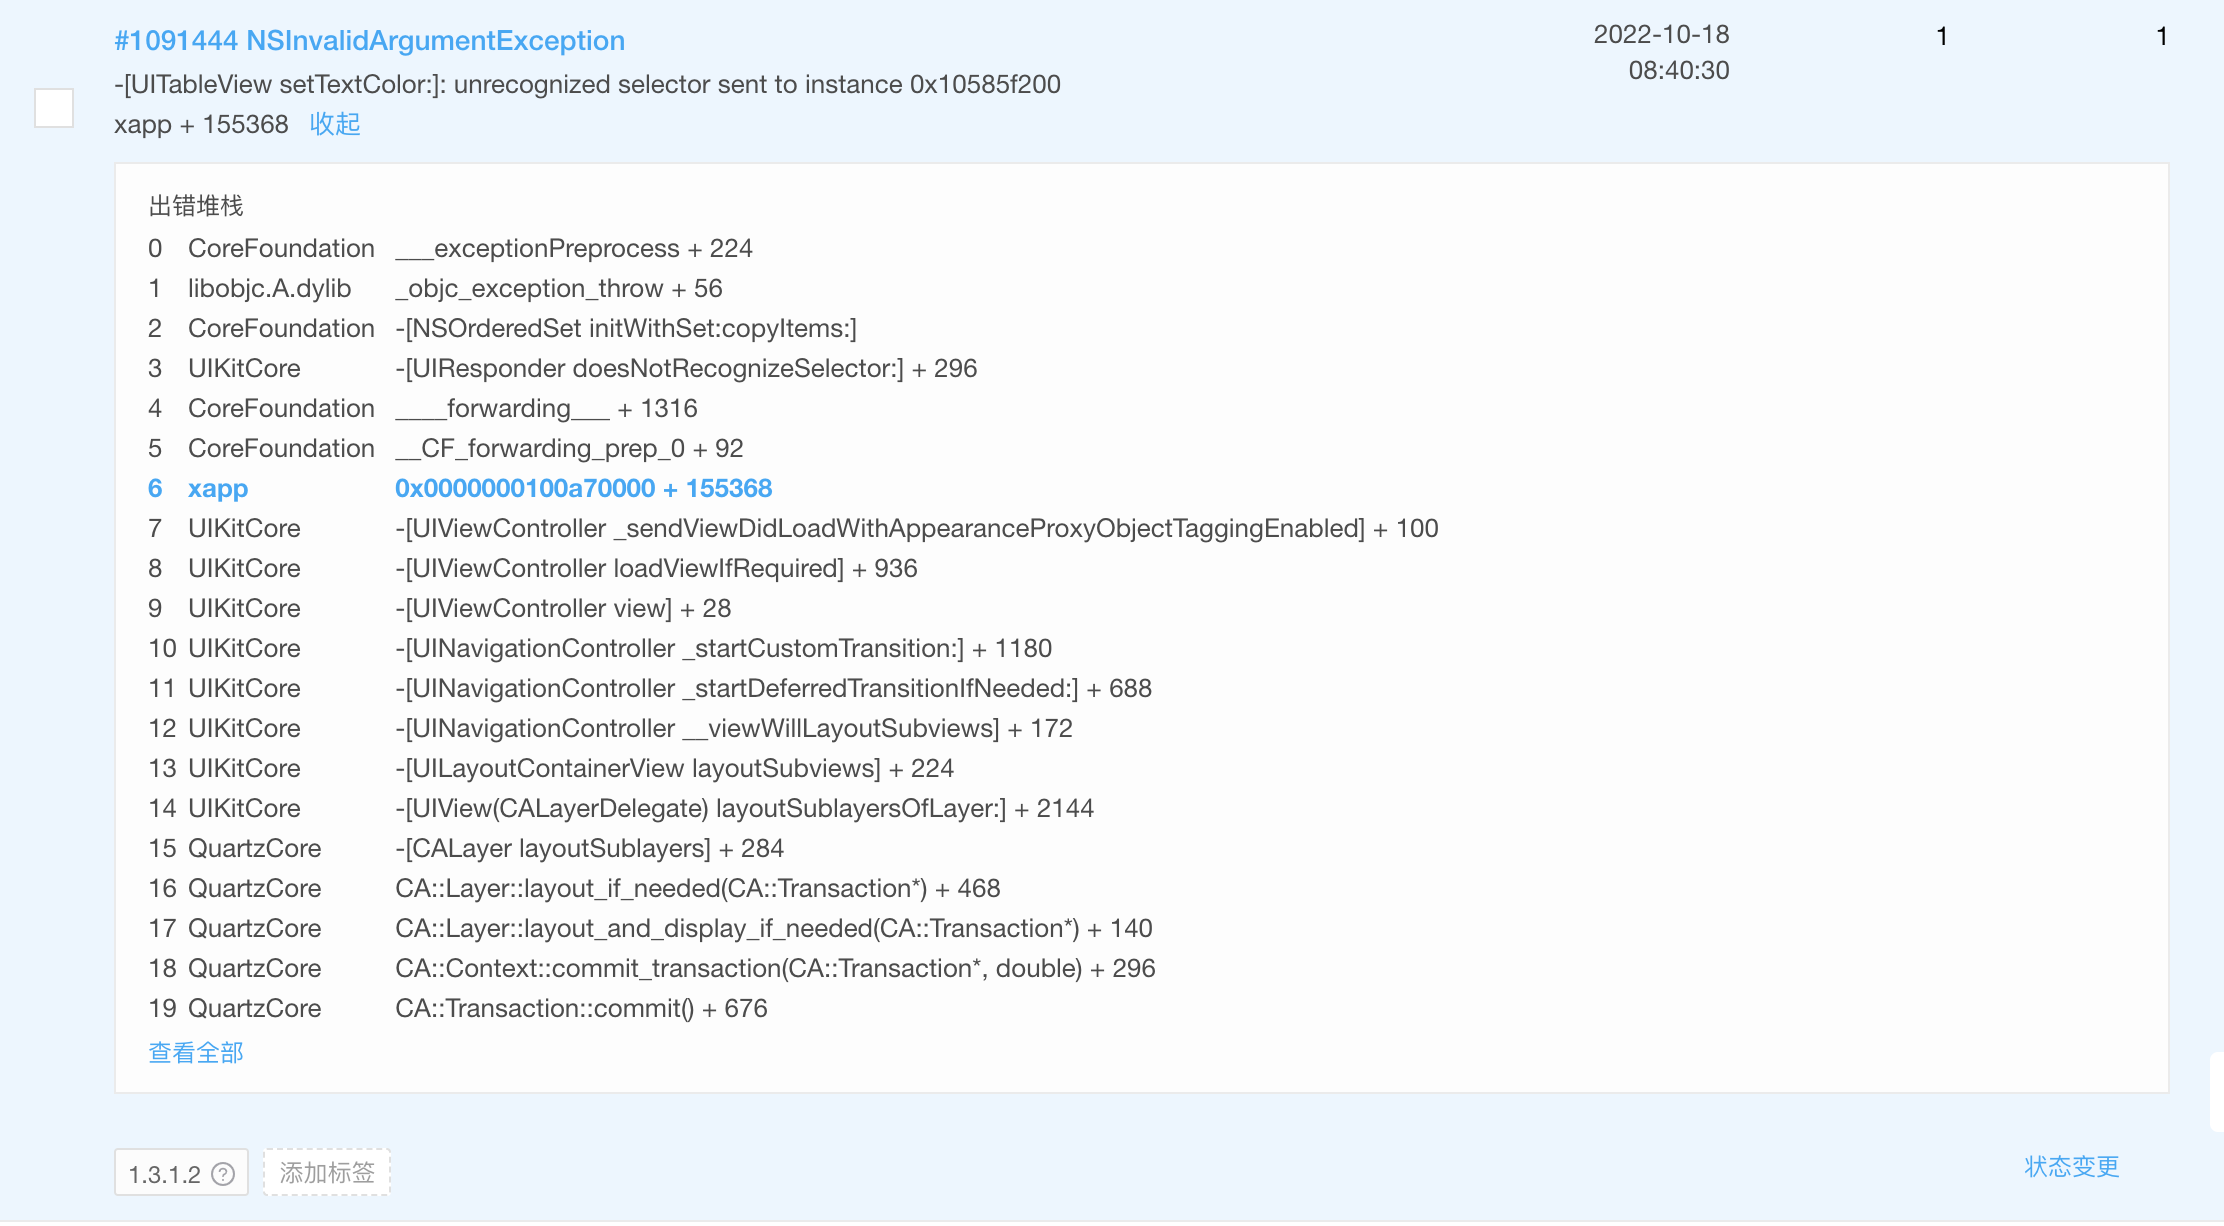 #1091444 NSInvalidArgumentException
2022-10-18 08:40:30
1
1
-[UITableView setTextColor:]: unrecognized selector sent to instance 0x10585f200
xapp + 155368 收起
出错堆栈
0 CoreFoundation ___exceptionPreprocess + 224
1 libobjc.A.dylib _objc_exception_throw + 56
2 CoreFoundation -[NSOrderedSet initWithSet:copyItems:]
3 UIKitCore -[UIResponder doesNotRecognizeSelector:] + 296
4 CoreFoundation ____forwarding___ + 1316
5 CoreFoundation __CF_forwarding_prep_0 + 92
6 xapp 0x0000000100a70000 + 155368
7 UIKitCore -[UIViewController _sendViewDidLoadWithAppearanceProxyObjectTaggingEnabled] + 100
8 UIKitCore -[UIViewController loadViewIfRequired] + 936
9 UIKitCore -[UIViewController view] + 28
10 UIKitCore -[UINavigationController _startCustomTransition:] + 1180
11 UIKitCore -[UINavigationController _startDeferredTransitionIfNeeded:] + 688
12 UIKitCore -[UINavigationController __viewWillLayoutSubviews] + 172
13 UIKitCore -[UILayoutContainerView layoutSubviews] + 224
14 UIKitCore -[UIView(CALayerDelegate) layoutSublayersOfLayer:] + 2144
15 QuartzCore -[CALayer layoutSublayers] + 284
16 QuartzCore CA::Layer::layout_if_needed(CA::Transaction*) + 468
17 QuartzCore CA::Layer::layout_and_display_if_needed(CA::Transaction*) + 140
18 QuartzCore CA::Context::commit_transaction(CA::Transaction*, double) + 296
19 QuartzCore CA::Transaction::commit() + 676
查看全部
1.3.1.2 ?
添加标签
状态变更